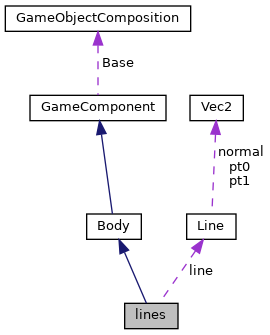 GameObjectComposition
Base
GameComponent
Vec2
normal
pt0
pt1
Body
Line
line
lines